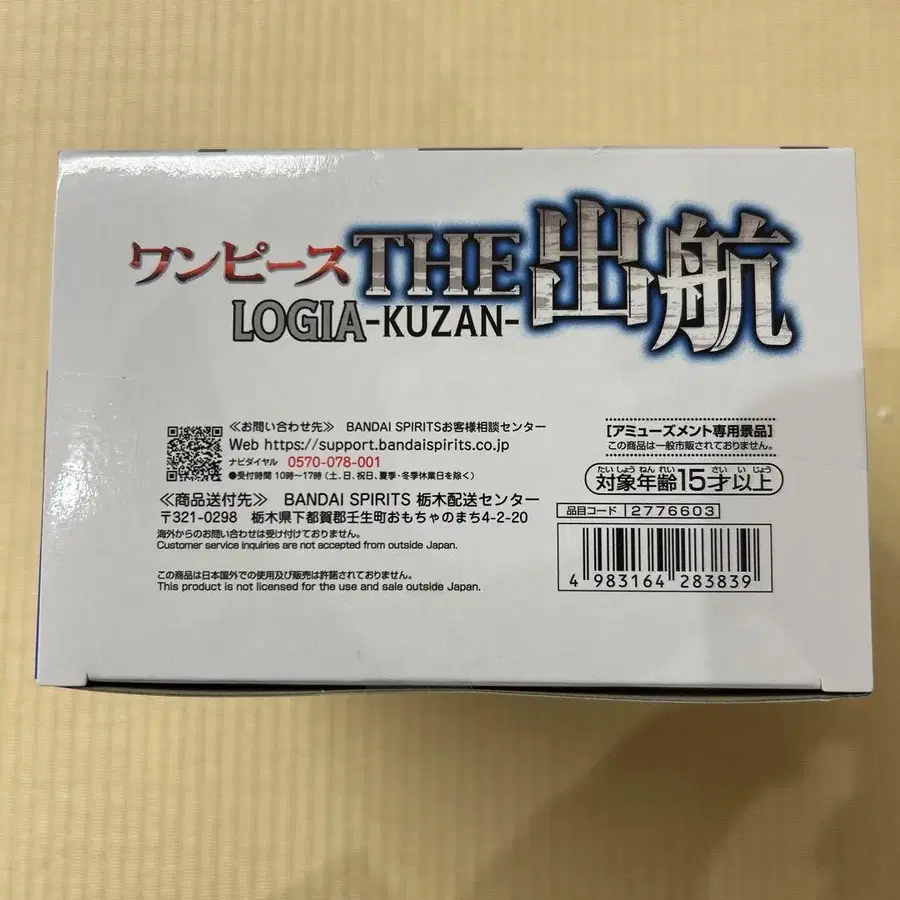 ワンピース THE 出航
LOGIA-KUZAN-
≪お問い合わせ先≫ BANDAI SPIRITSお客様相談センター
Web https://support.bandaispirits.co.jp
ナビダイヤル 0570-078-001
●受付時間 10時～17時（土、日、祝日、夏季・冬季休業日を除く）
≪商品送付先≫ BANDAI SPIRITS 栃木配送センター
〒321-0298 栃木県下都賀郡壬生町おもちゃのまち4-2-20
海外からのお問い合わせは受け付けておりません。
Customer service inquiries are not accepted from outside Japan.
この商品は日本国外での使用及び販売は許諾されておりません。
This product is not licensed for the use and sale outside Japan.
[アミューズメント専用景品]
この商品は一般市販されておりません。
たいしょうねんれい さいいじょう
対象年齢15才以上
品目コード 2776603
4 983164 283839